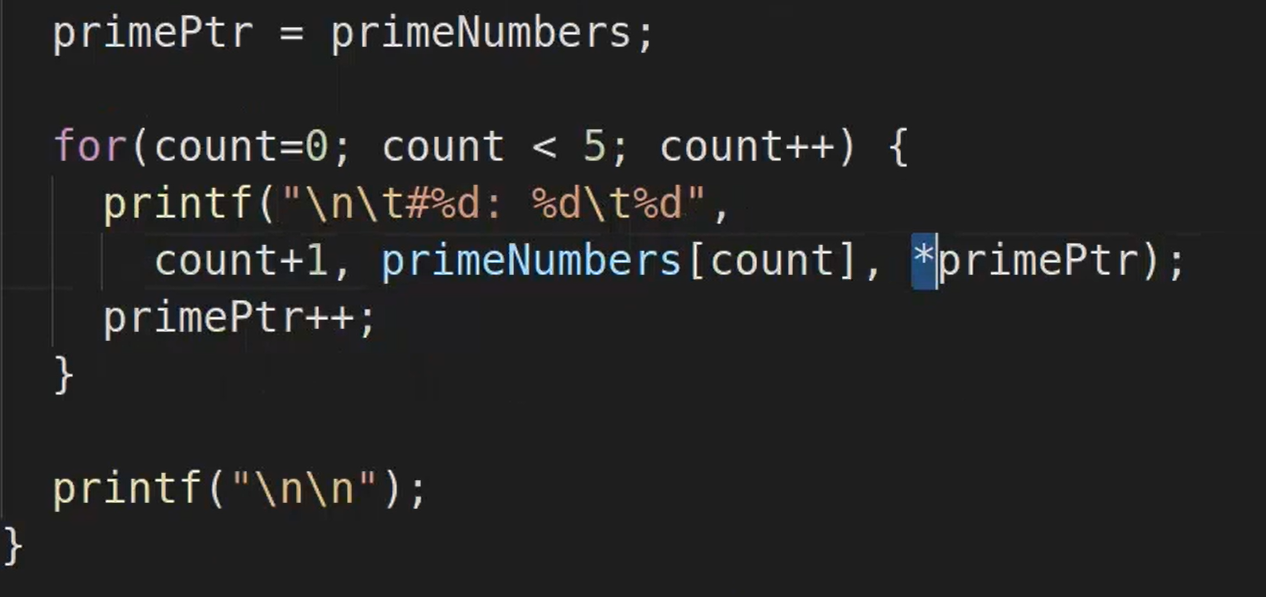 primePtr = primeNumbers;
for(count=0; count < 5; count++) {
printf("\n\t#%d: %d\t%d",
count+1, primeNumbers[count], *primePtr);
primePtr++;
}
printf("\n\n");
}